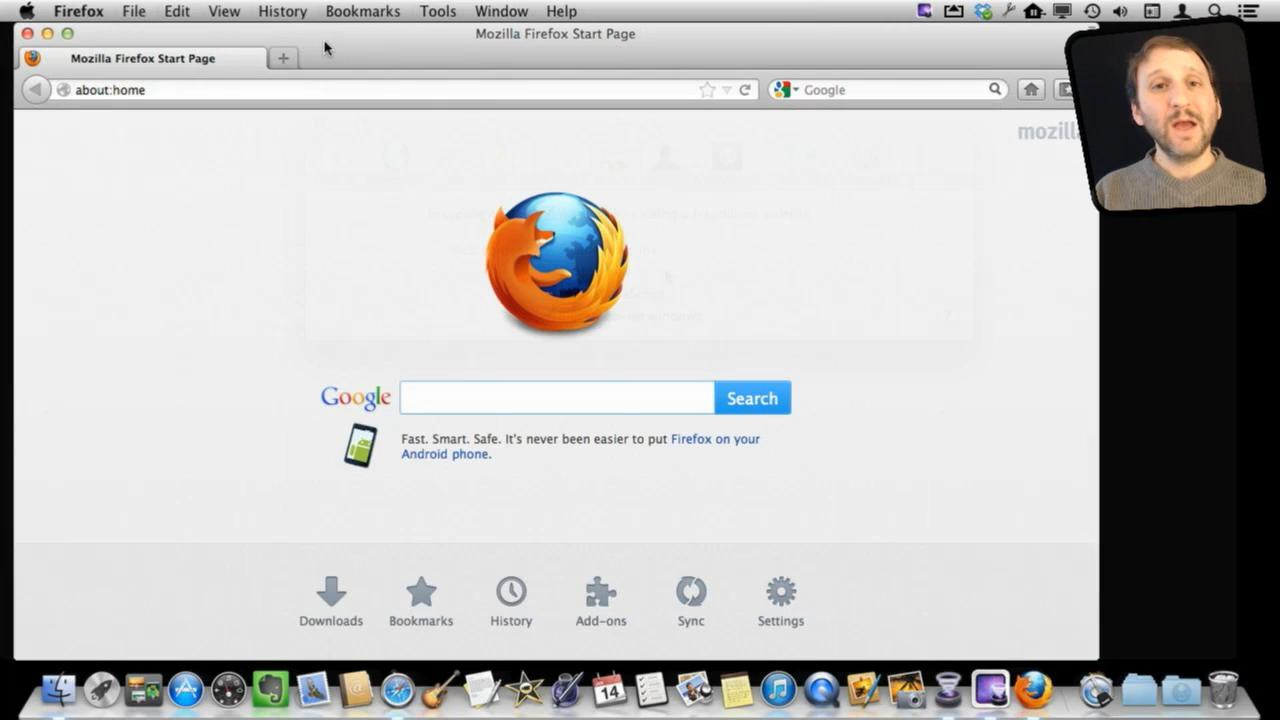 Firefox File Edit View History Bookmarks Tools Window Help
Mozilla Firefox Start Page
Mozilla Firefox Start Page
about:home
Google
mozill
Google
Search
Fast. Smart. Safe. It's never been easier to put Firefox on your
Android phone.
Downloads Bookmarks History Add-ons Sync Settings
14